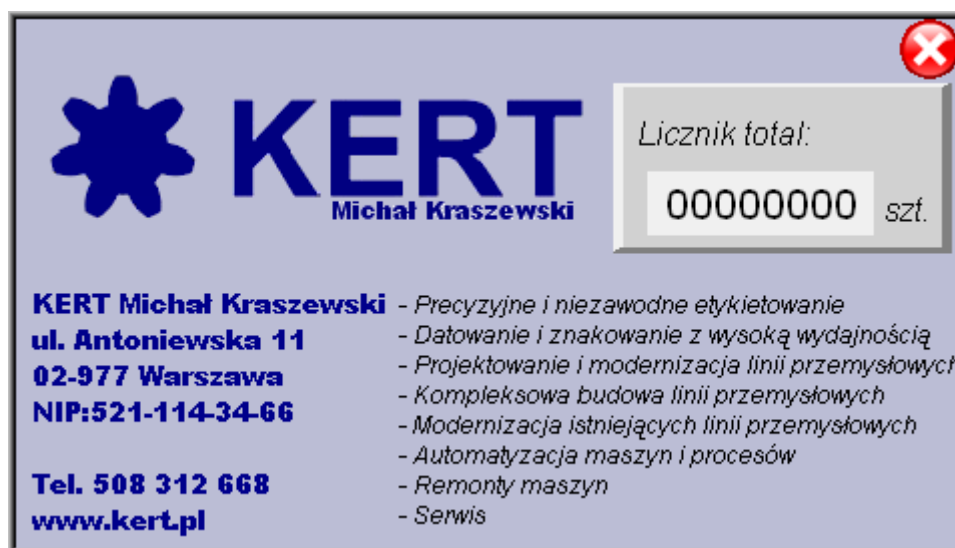 KERT
Michał Kraszewski
Licznik total:
00000000 szt.
KERT Michał Kraszewski
ul. Antoniewska 11
02-977 Warszawa
NIP:521-114-34-66
Tel. 508 312 668
www.kert.pl
- Precyzyjne i niezawodne etykietowanie
- Datowanie i znakowanie z wysoką wydajnością
- Projektowanie i modernizacja linii przemysłowych
- Kompleksowa budowa linii przemysłowych
- Modernizacja istniejących linii przemysłowych
- Automatyzacja maszyn i procesów
- Remonty maszyn
- Serwis